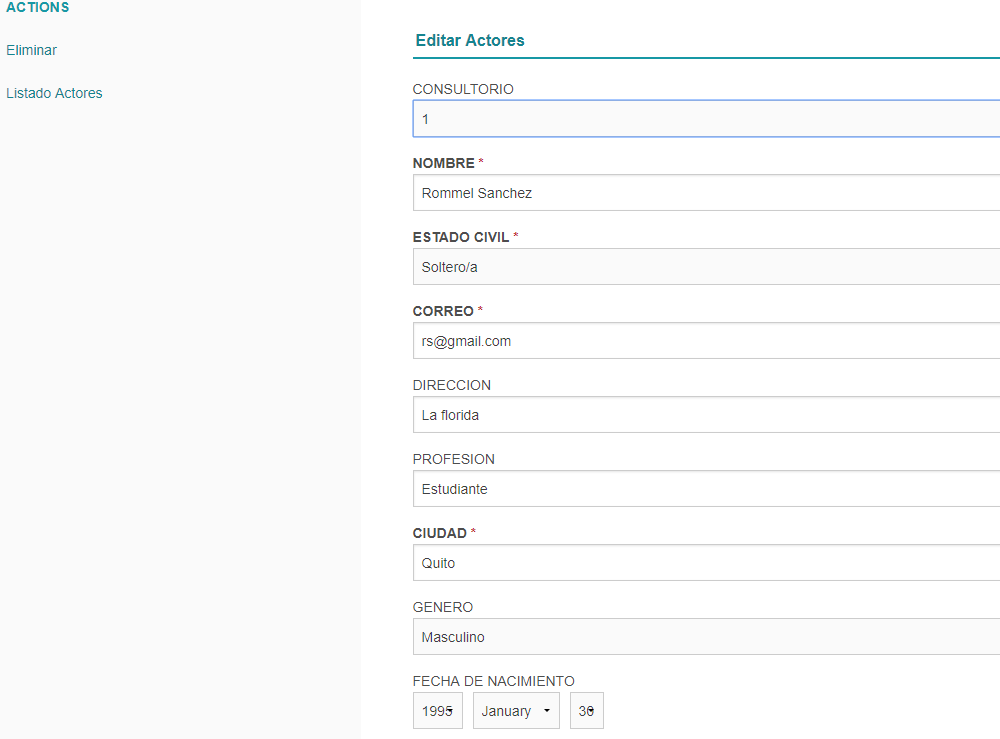 ACTIONS
Eliminar
Listado Actores
Editar Actores
CONSULTORIO
1
NOMBRE *
Rommel Sanchez
ESTADO CIVIL *
Soltero/a
CORREO *
rs@gmail.com
DIRECCION
La florida
PROFESION
Estudiante
CIUDAD *
Quito
GENERO
Masculino
FECHA DE NACIMIENTO
1995 January 30